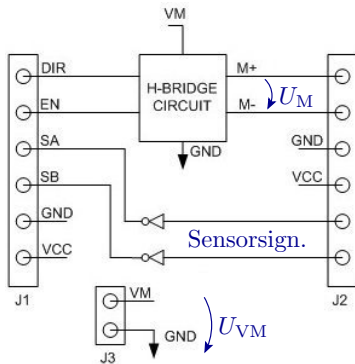 VM
DIR
H-BRIDGE
CIRCUIT
M+
U_M
EN
M-
SA
GND
GND
SB
VCC
GND
Sensorsign.
VCC
J1
J2
VM
GND
U_VM
J3